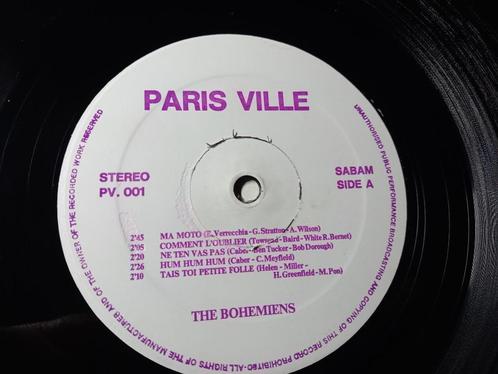 PARIS VILLE
STEREO
PV. 001
SABAM
SIDE A
2'45 MA MOTO (E. Verrecchia - G. Stratton - A. Wilson)
2'05 COMMENT L'OUBLIER (Townsend - Baird - White R. Bernet)
2'20 NE TEN VAS PAS (Caber - Ben Tucker - Bob Dorough)
2'26 HUM HUM HUM (Caber - C. Meyfield)
2'10 TAIS TOI PETITE FOLLE (Helen - Miller -
H. Greenfield - M. Pon)
THE BOHEMIENS
ALL RIGHTS OF THE MANUFACTURER AND OF THE OWNER OF THE RECORDED WORK RESERVED
UNAUTHORISED PUBLIC PERFORMANCE BROADCASTING AND COPYING OF THIS RECORD PROHIBITED